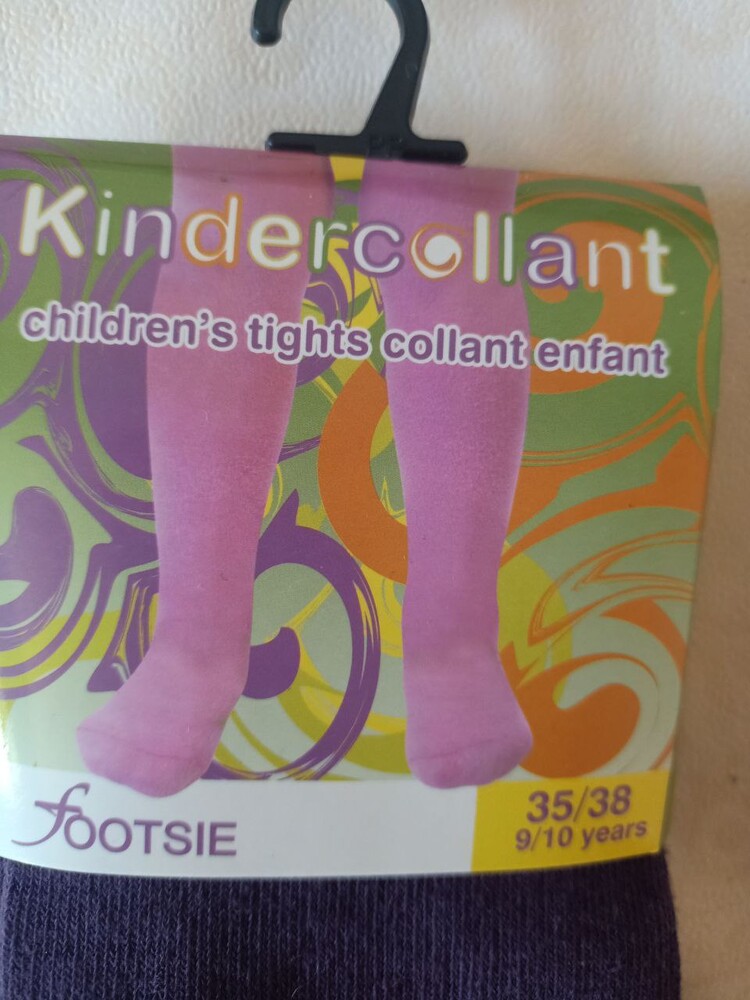 Kindercollant
children's tights collant enfant
fOOTSIE
35/38
9/10 years